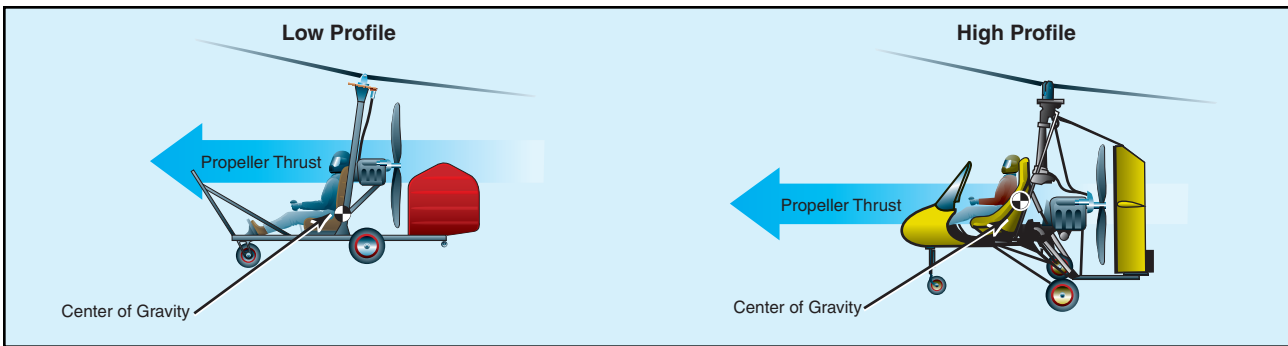 Low Profile
Propeller Thrust
Center of Gravity
High Profile
Propeller Thrust
Center of Gravity